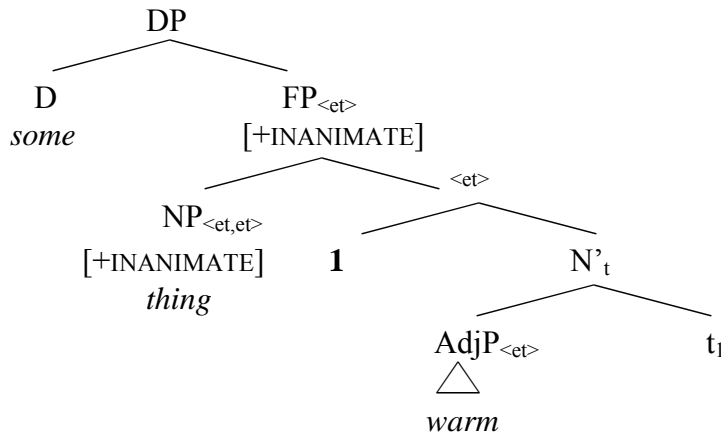 DP
D FP<et>
some [+INANIMATE]
<et>
NP<et,et>
[+INANIMATE] 1 N’t
thing
AdjP<et> t1
warm